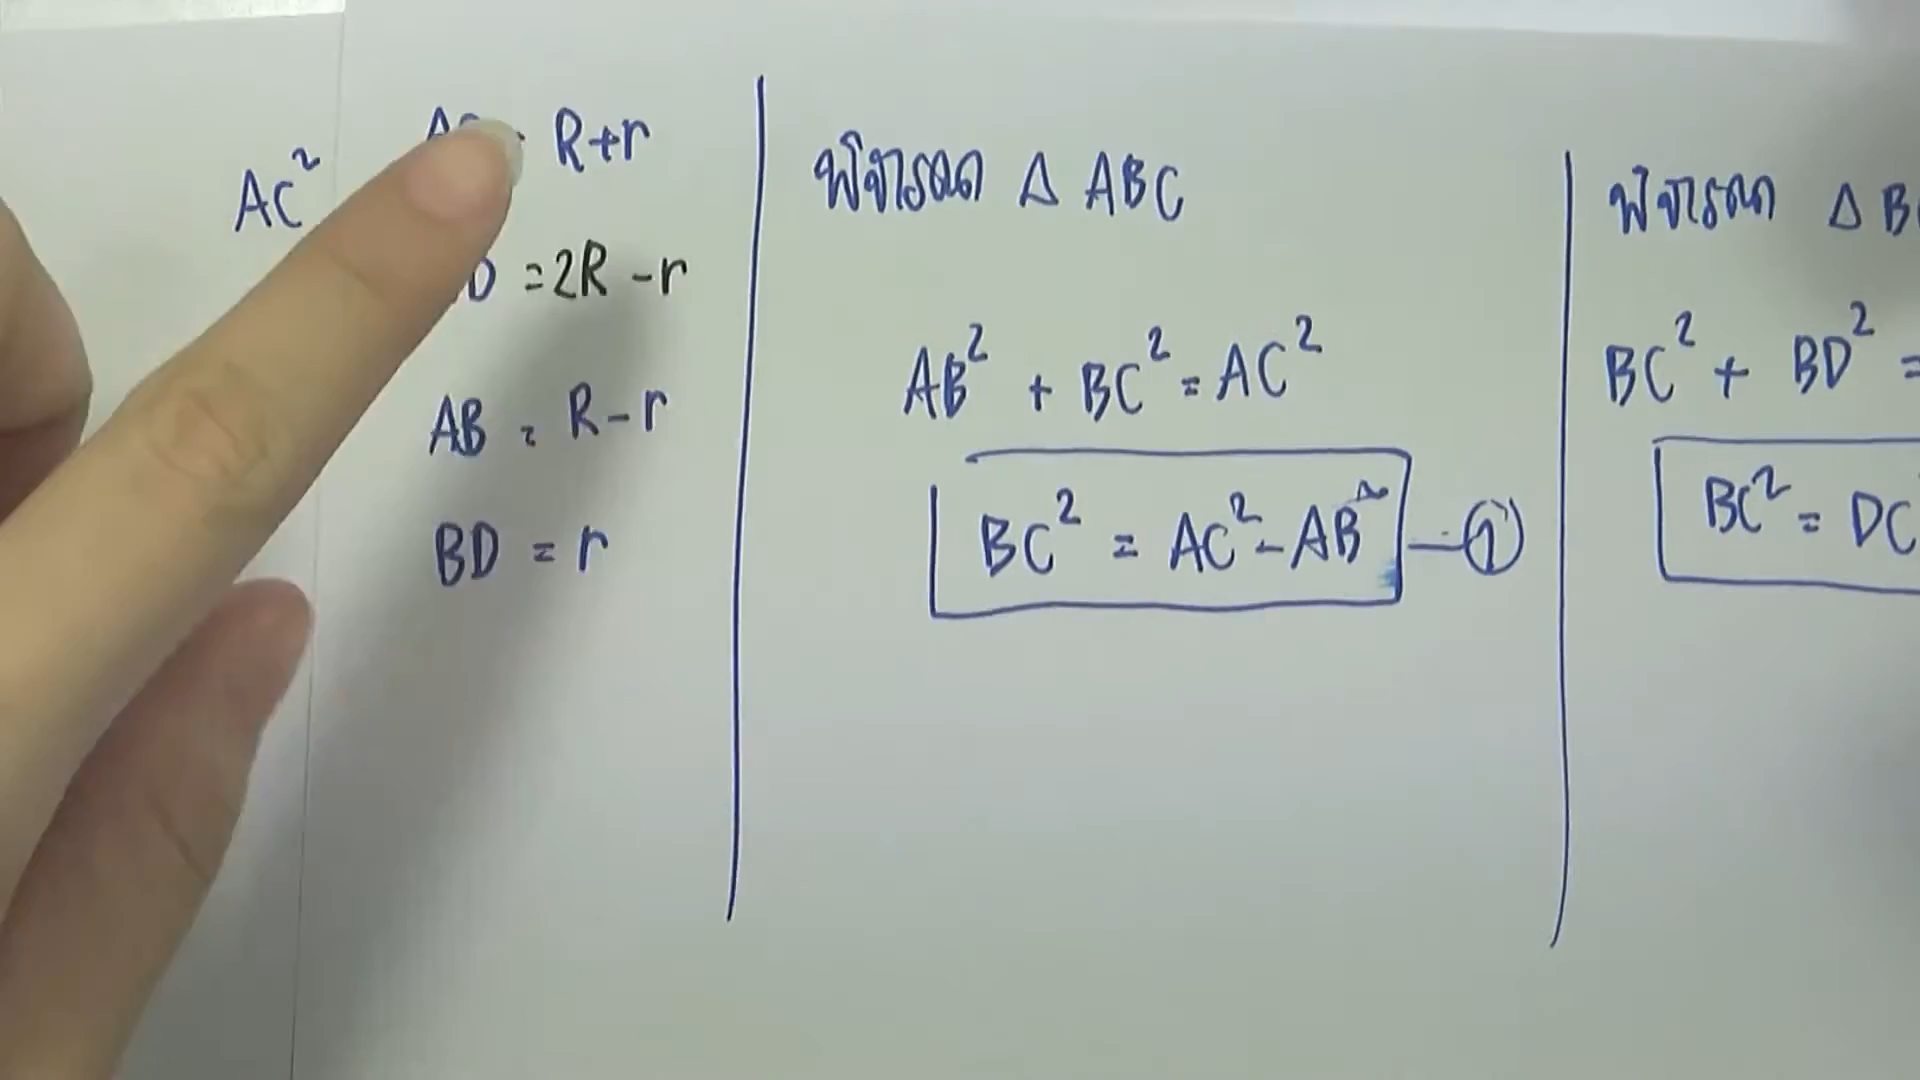 AC²
= R+r
D = 2R - r
AB = R - r
BD = r
พิจารณา Δ ABC
AB² + BC² = AC²
BC² = AC² - AB² —①
พิจารณา Δ B
BC² + BD² =
BC² = DC